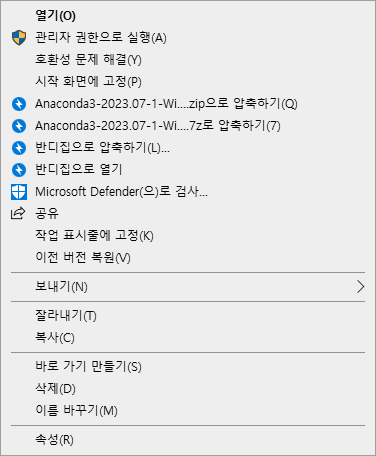 열기(O)
관리자 권한으로 실행(A)
호환성 문제 해결(Y)
시작 화면에 고정(P)
Anaconda3-2023.07-1-Wi....zip으로 압축하기(Q)
Anaconda3-2023.07-1-Wi....7z로 압축하기(7)
반디집으로 압축하기(L)...
반디집으로 열기
Microsoft Defender(으)로 검사...
공유
작업 표시줄에 고정(K)
이전 버전 복원(V)
보내기(N)
잘라내기(T)
복사(C)
바로 가기 만들기(S)
삭제(D)
이름 바꾸기(M)
속성(R)